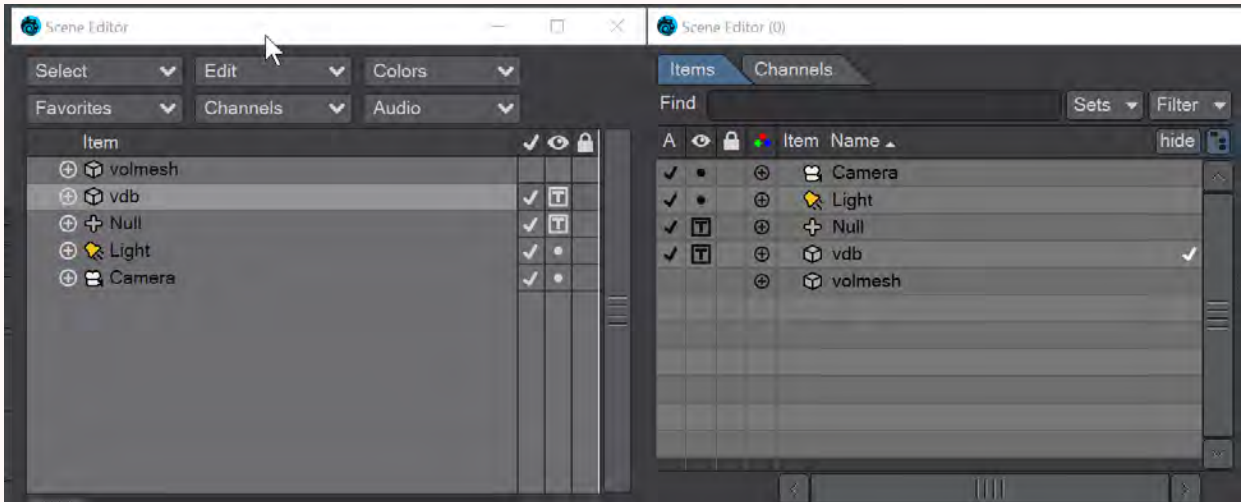 Scene Editor
Select Edit Colors
Favorites Channels Audio
Item
volmesh
vdb T
Null T
Light
Camera
Scene Editor (0)
Items Channels
Find Sets Filter
A Item Name hide
Camera
Light
T Null
T vdb
volmesh